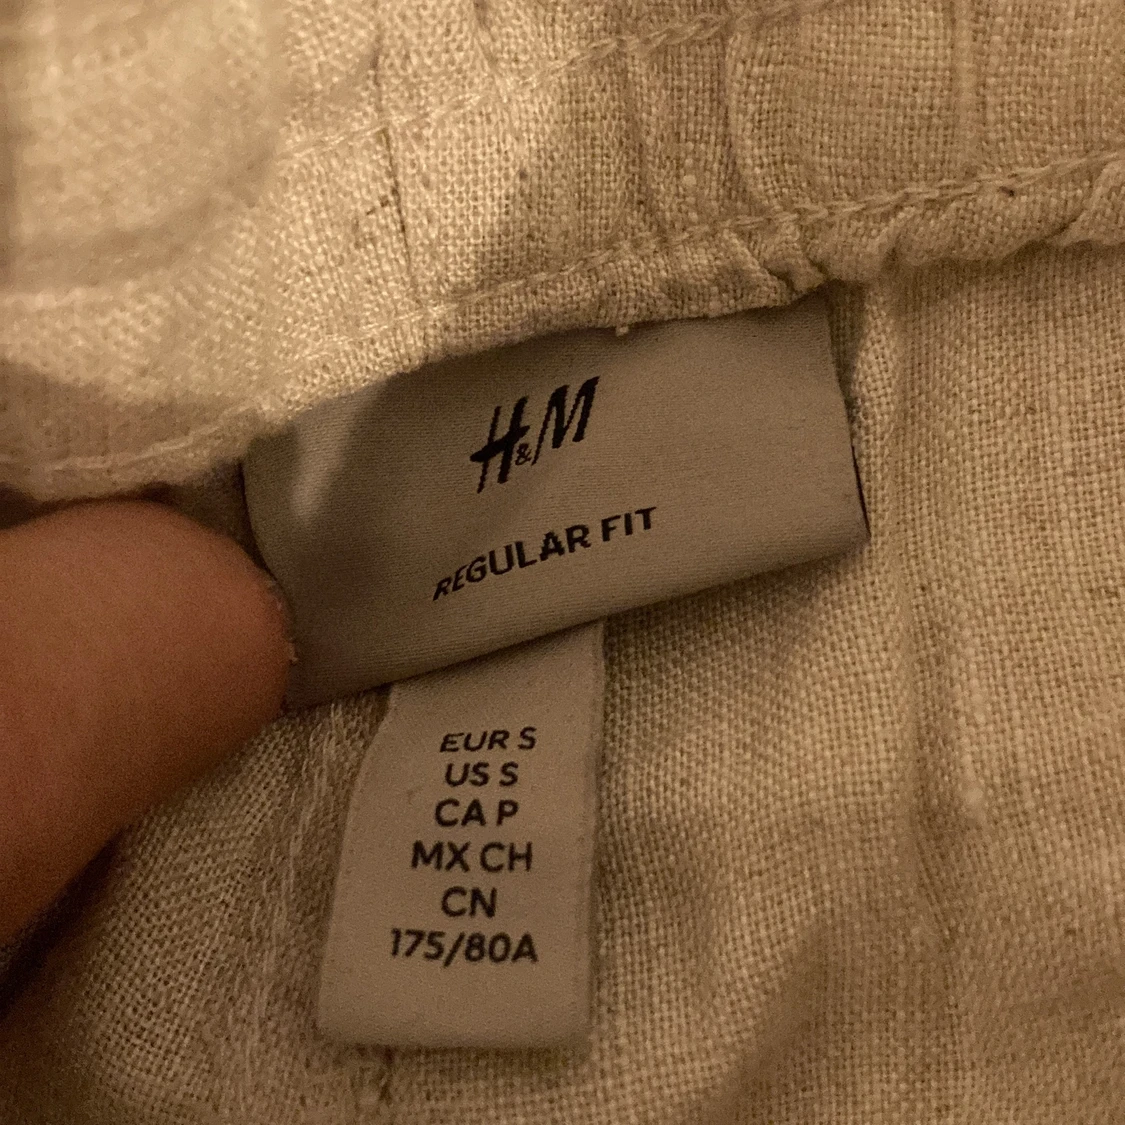 H&M
REGULAR FIT
EUR S
US S
CA P
MX CH
CN
175/80A